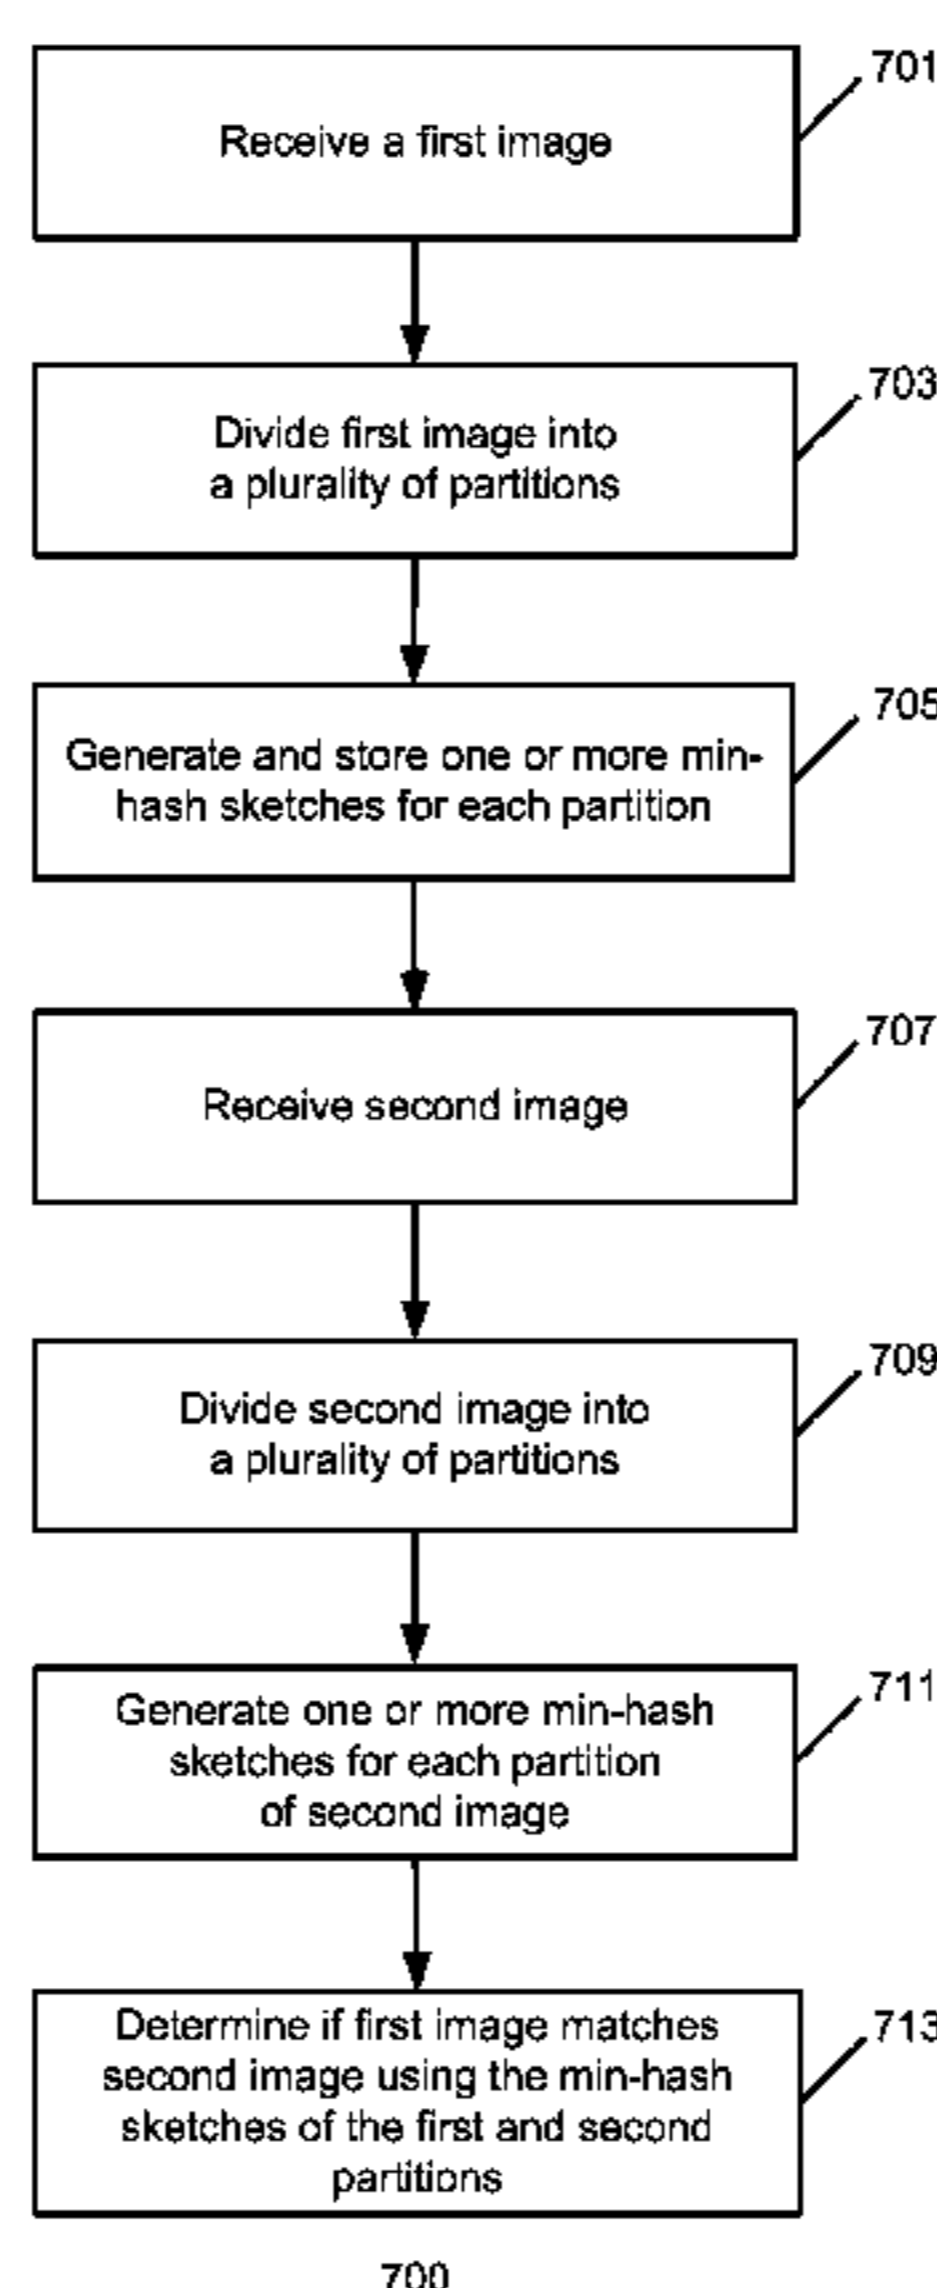 701
Receive a first image
703
Divide first image into
a plurality of partitions
705
Generate and store one or more min-
hash sketches for each partition
707
Receive second image
709
Divide second image into
a plurality of partitions
711
Generate one or more min-hash
sketches for each partition
of second image
713
Determine if first image matches
second image using the min-hash
sketches of the first and second
partitions
700